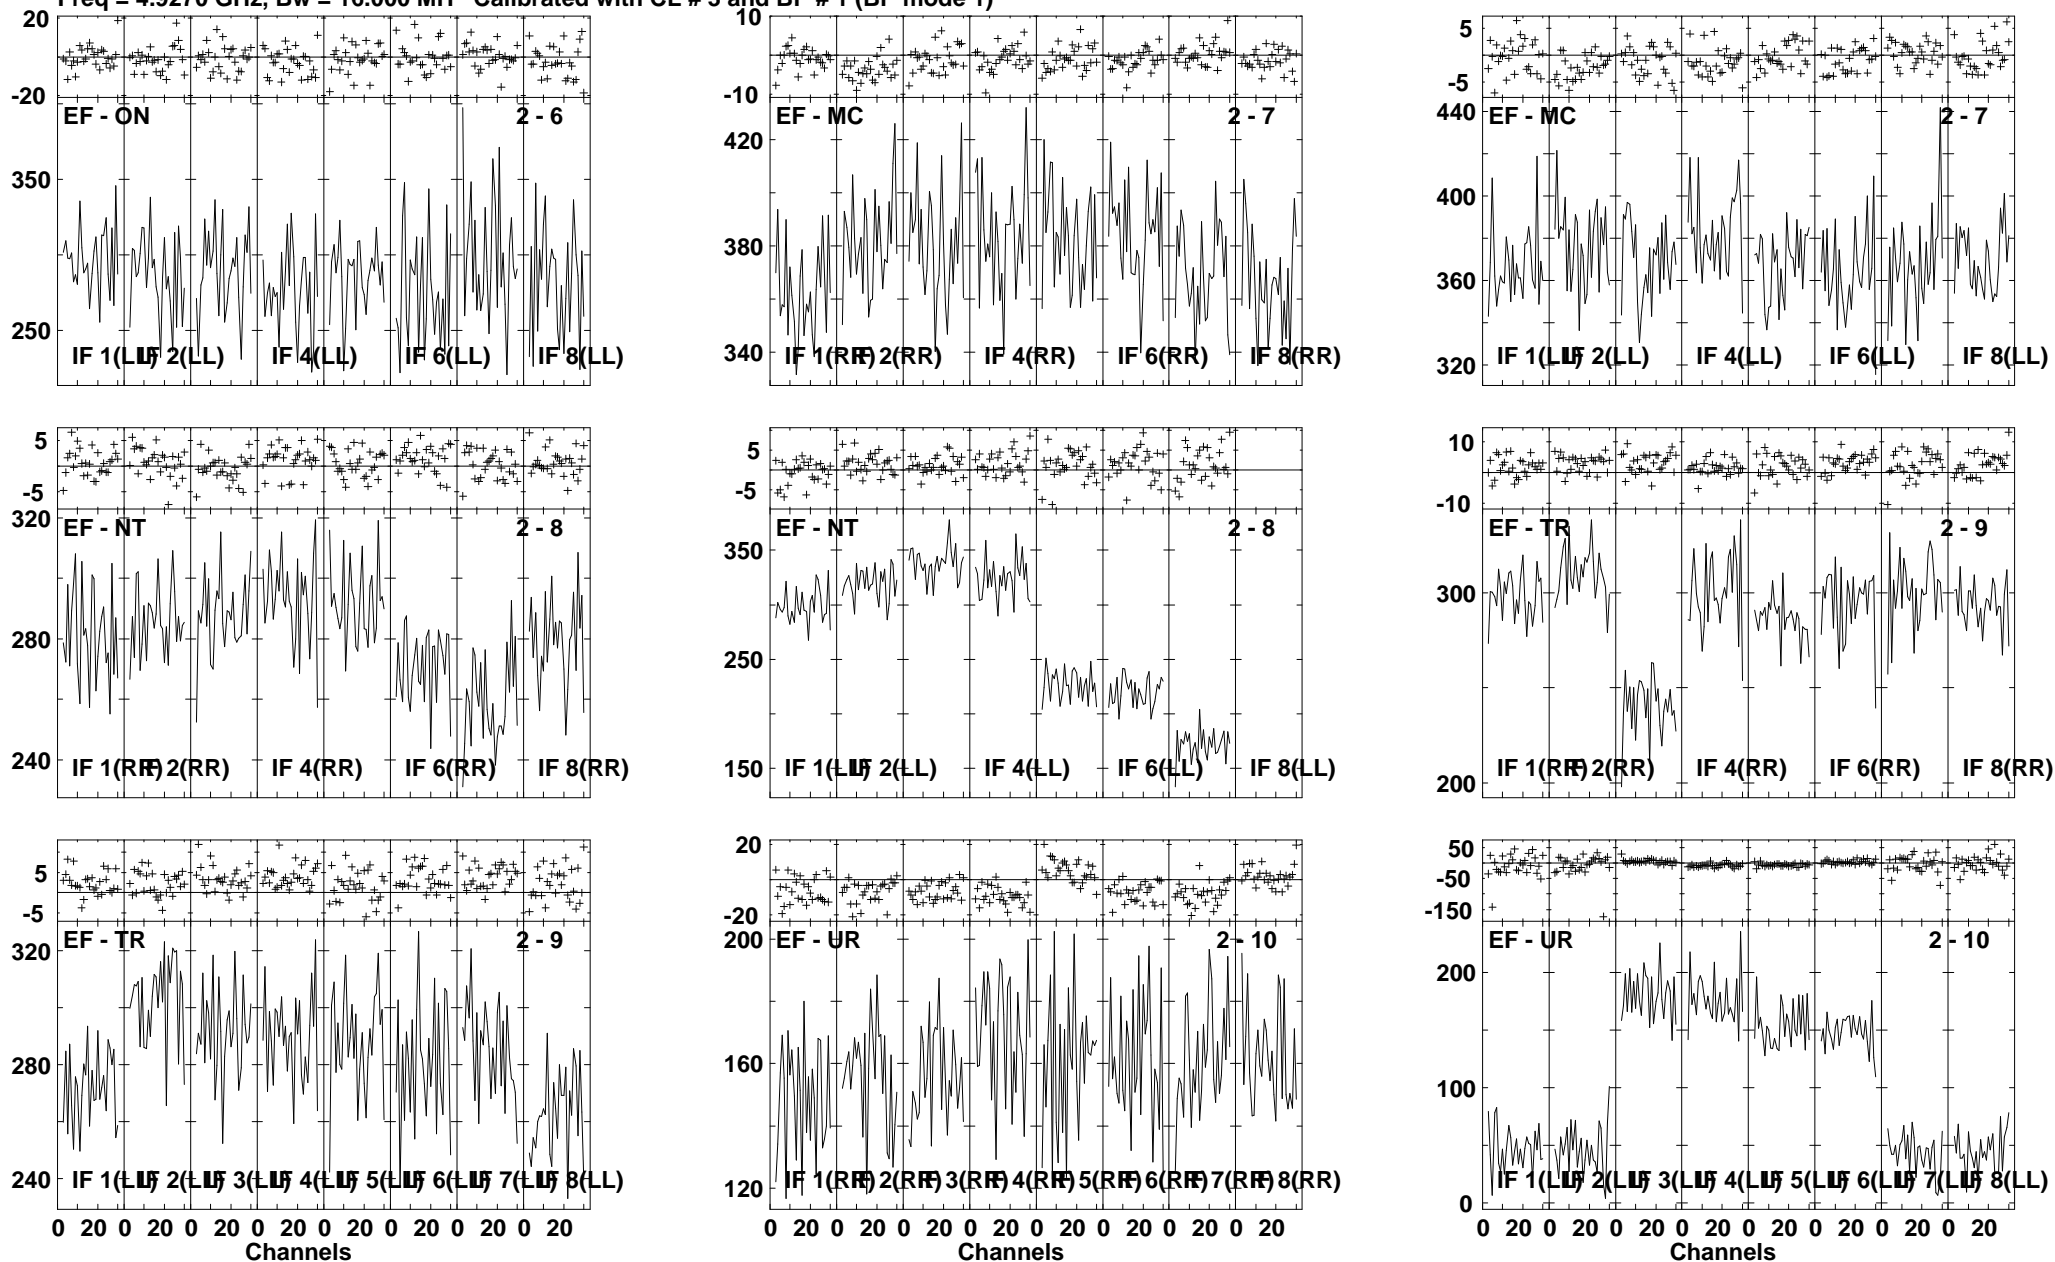 Freq = 4.9270 GHz, Bw = 16.000 MH Calibrated with CL # 3 and BP # 1 (BP mode 1)
20
-20
EF - ON 2 - 6
350
250
IF 1(LL) IF 2(LL) IF 4(LL) IF 6(LL) IF 8(LL)
10
-10
EF - MC 2 - 7
420
380
340
IF 1(RR) IF 2(RR) IF 4(RR) IF 6(RR) IF 8(RR)
5
-5
EF - MC 2 - 7
440
400
360
320
IF 1(LL) IF 2(LL) IF 4(LL) IF 6(LL) IF 8(LL)
5
-5
320
EF - NT 2 - 8
280
240
IF 1(RR) IF 2(RR) IF 4(RR) IF 6(RR) IF 8(RR)
5
-5
EF - NT 2 - 8
350
250
150
IF 1(LL) IF 2(LL) IF 4(LL) IF 6(LL) IF 8(LL)
10
-10
EF - TR 2 - 9
300
200
IF 1(RR) IF 2(RR) IF 4(RR) IF 6(RR) IF 8(RR)
5
-5
EF - TR 2 - 9
320
280
240
IF 1(LL) IF 2(LL) IF 3(LL) IF 4(LL) IF 5(LL) IF 6(LL) IF 7(LL) IF 8(LL)
0 20 0 20 0 20 0 20 0 20 0 20 0 20 0 20
Channels
20
-20
EF - UR 2 - 10
200
160
120
IF 1(RR) IF 2(RR) IF 3(RR) IF 4(RR) IF 5(RR) IF 6(RR) IF 7(RR) IF 8(RR)
0 20 0 20 0 20 0 20 0 20 0 20 0 20 0 20
Channels
50
-50
-150
EF - UR 2 - 10
200
100
0
IF 1(LL) IF 2(LL) IF 3(LL) IF 4(LL) IF 5(LL) IF 6(LL) IF 7(LL) IF 8(LL)
0 20 0 20 0 20 0 20 0 20 0 20 0 20 0 20
Channels